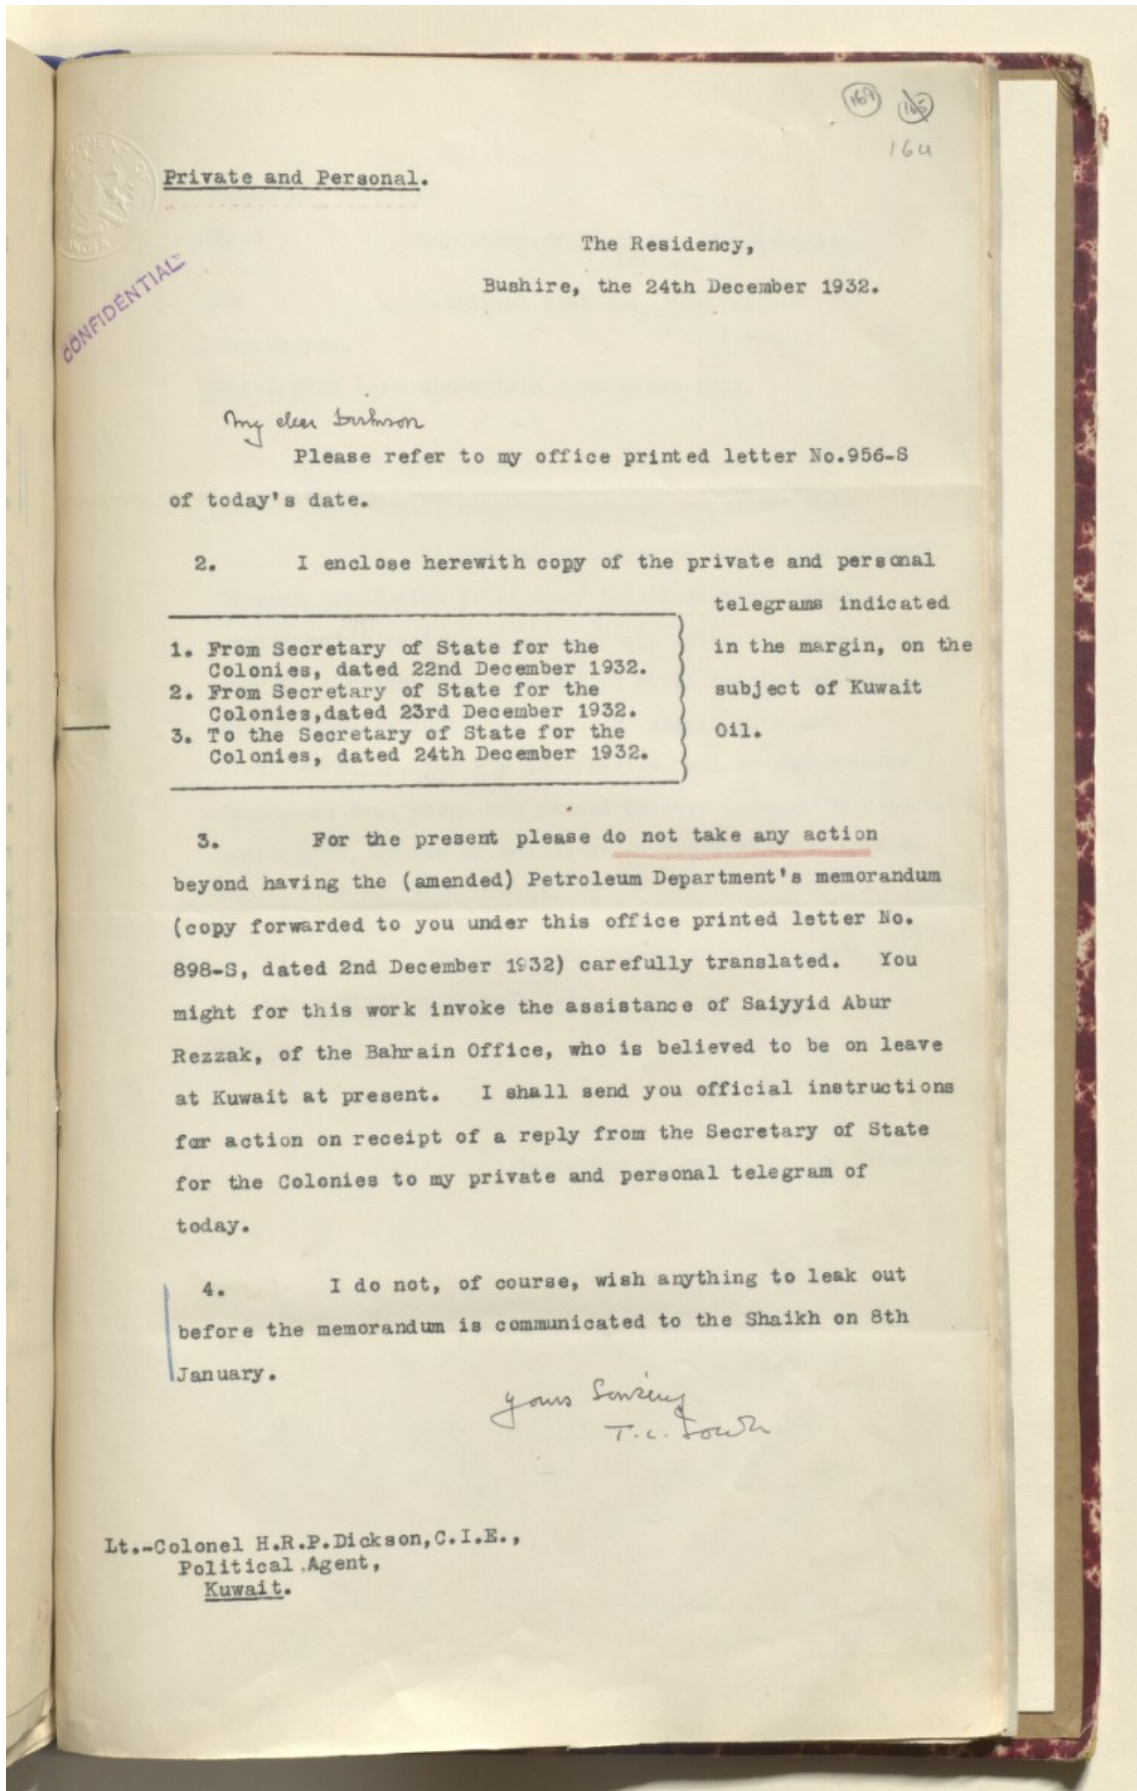 169
164
Private and Personal.
CONFIDENTIAL
INDIA
The Residency,
Bushire, the 24th December 1932.
My dear Dickson
Please refer to my office printed letter No.956-S
of today's date.
2. I enclose herewith copy of the private and personal
telegrams indicated
in the margin, on the
subject of Kuwait
Oil.
1. From Secretary of State for the
Colonies, dated 22nd December 1932.
2. From Secretary of State for the
Colonies,dated 23rd December 1932.
3. To the Secretary of State for the
Colonies, dated 24th December 1932.
3. For the present please do not take any action
beyond having the (amended) Petroleum Department's memorandum
(copy forwarded to you under this office printed letter No.
898-S, dated 2nd December 1932) carefully translated. You
might for this work invoke the assistance of Saiyyid Abur
Rezzak, of the Bahrain Office, who is believed to be on leave
at Kuwait at present. I shall send you official instructions
for action on receipt of a reply from the Secretary of State
for the Colonies to my private and personal telegram of
today.
4. I do not, of course, wish anything to leak out
before the memorandum is communicated to the Shaikh on 8th
January.
yours Sincerely
T.C. Fowle
Lt.-Colonel H.R.P.Dickson,C.I.E.,
Political Agent,
Kuwait.